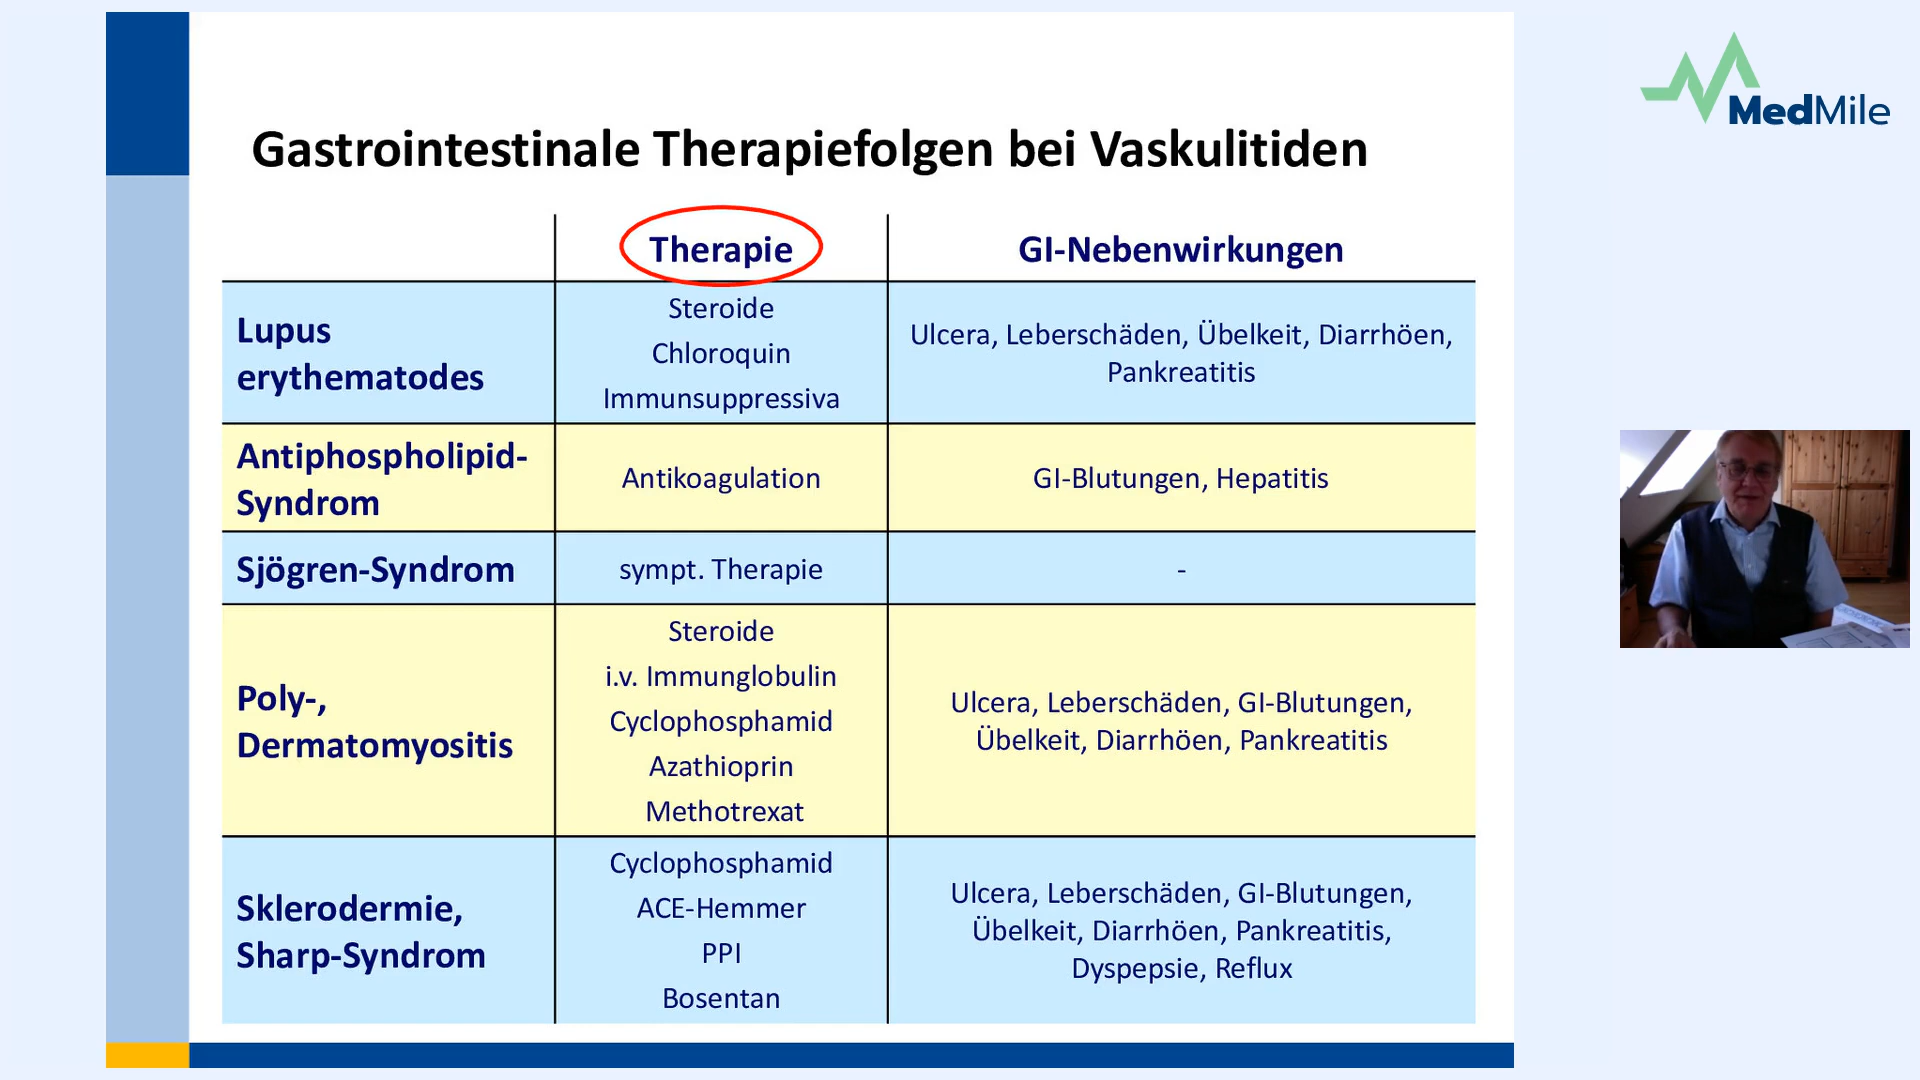 MedMile
Gastrointestinale Therapiefolgen bei Vaskulitiden
Therapie
GI-Nebenwirkungen
Lupus
erythematodes
Steroide
Chloroquin
Immunsuppressiva
Ulcera, Leberschäden, Übelkeit, Diarrhöen,
Pankreatitis
Antiphospholipid-
Syndrom
Antikoagulation
GI-Blutungen, Hepatitis
Sjögren-Syndrom
sympt. Therapie
-
Poly-,
Dermatomyositis
Steroide
i.v. Immunglobulin
Cyclophosphamid
Azathioprin
Methotrexat
Ulcera, Leberschäden, GI-Blutungen,
Übelkeit, Diarrhöen, Pankreatitis
Sklerodermie,
Sharp-Syndrom
Cyclophosphamid
ACE-Hemmer
PPI
Bosentan
Ulcera, Leberschäden, GI-Blutungen,
Übelkeit, Diarrhöen, Pankreatitis,
Dyspepsie, Reflux